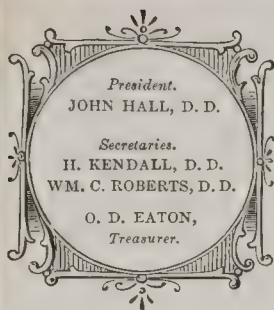 President.
JOHN HALL, D. D.
Secretaries.
H. KENDALL, D. D.
WM. C. ROBERTS, D. D.
O. D. EATON,
Treasurer.